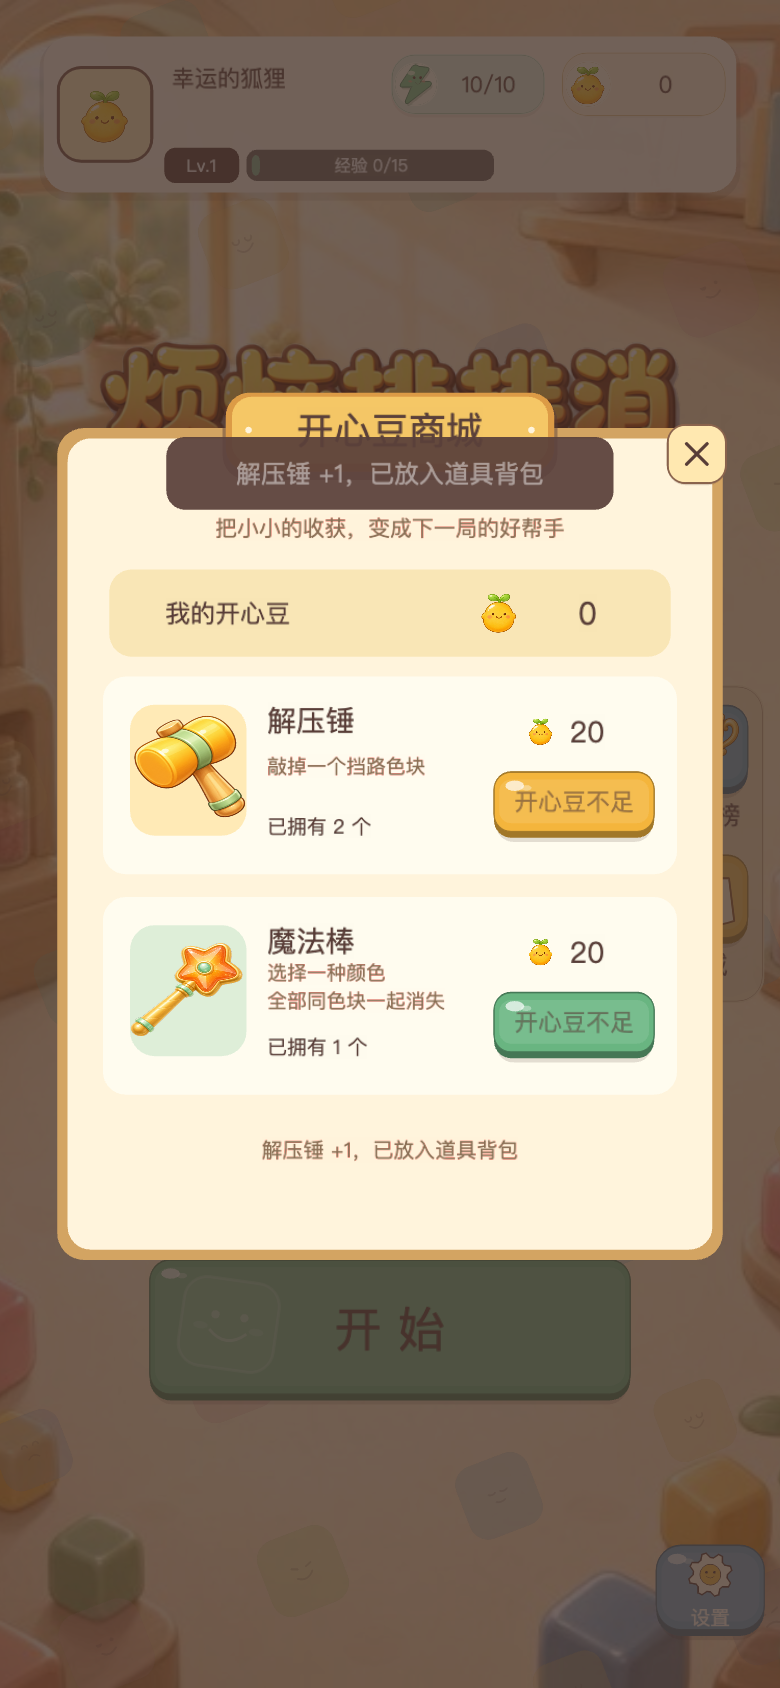 幸运的狐狸
10/10
0
Lv.1
经验 0/15
烦恼排排消
开心豆商城
解压锤 +1，已放入道具背包
把小小的收获，变成下一局的好帮手
我的开心豆
0
解压锤
20
敲掉一个挡路色块
开心豆不足
已拥有 2 个
魔法棒
20
选择一种颜色
全部同色块一起消失
开心豆不足
已拥有 1 个
解压锤 +1，已放入道具背包
榜
开始
设置